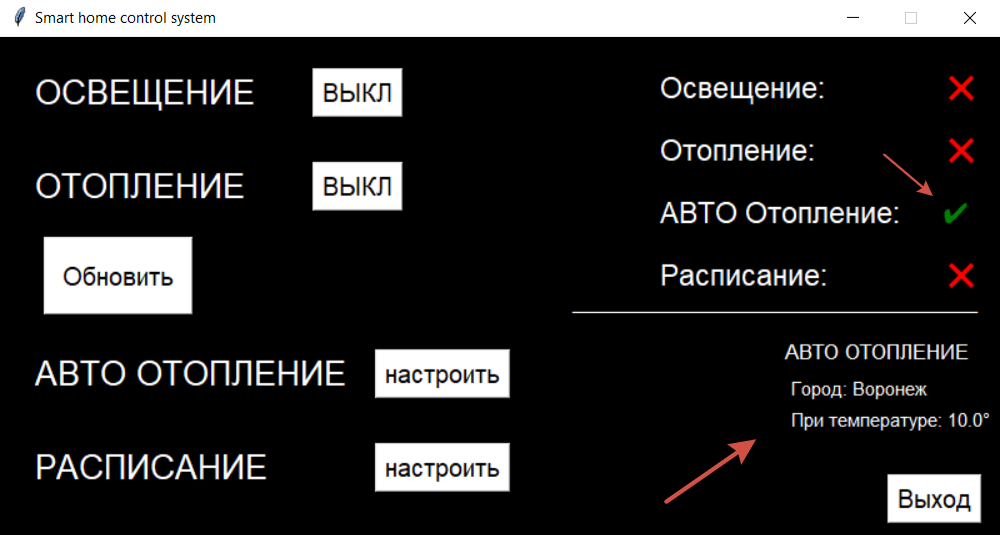 Smart home control system
ОСВЕЩЕНИЕ ВЫКЛ
ОТОПЛЕНИЕ ВЫКЛ
Обновить
АВТО ОТОПЛЕНИЕ настроить
РАСПИСАНИЕ настроить
Освещение:
Отопление:
АВТО Отопление:
Расписание:
АВТО ОТОПЛЕНИЕ
Город: Воронеж
При температуре: 10.0°
Выход